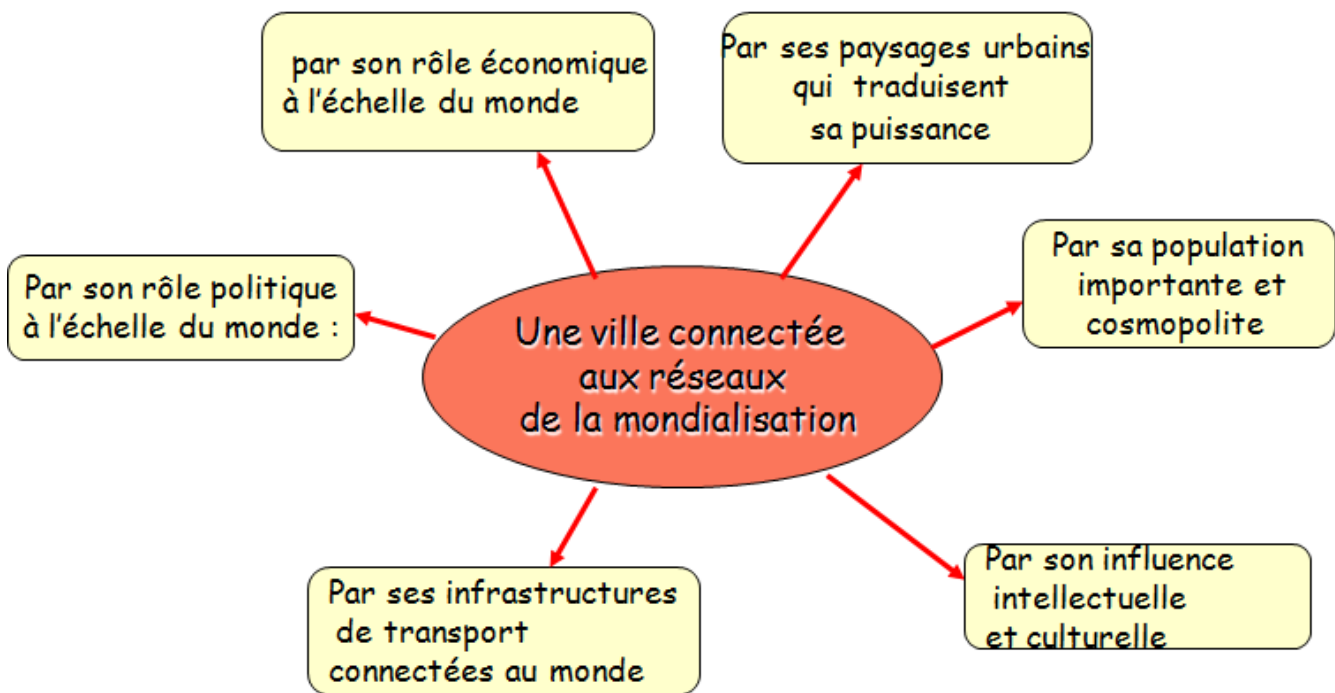 par son rôle économique
à l'échelle du monde
Par ses paysages urbains
qui traduisent
sa puissance
Par son rôle politique
à l'échelle du monde :
Une ville connectée
aux réseaux
de la mondialisation
Par sa population
importante et
cosmopolite
Par ses infrastructures
de transport
connectées au monde
Par son influence
intellectuelle
et culturelle